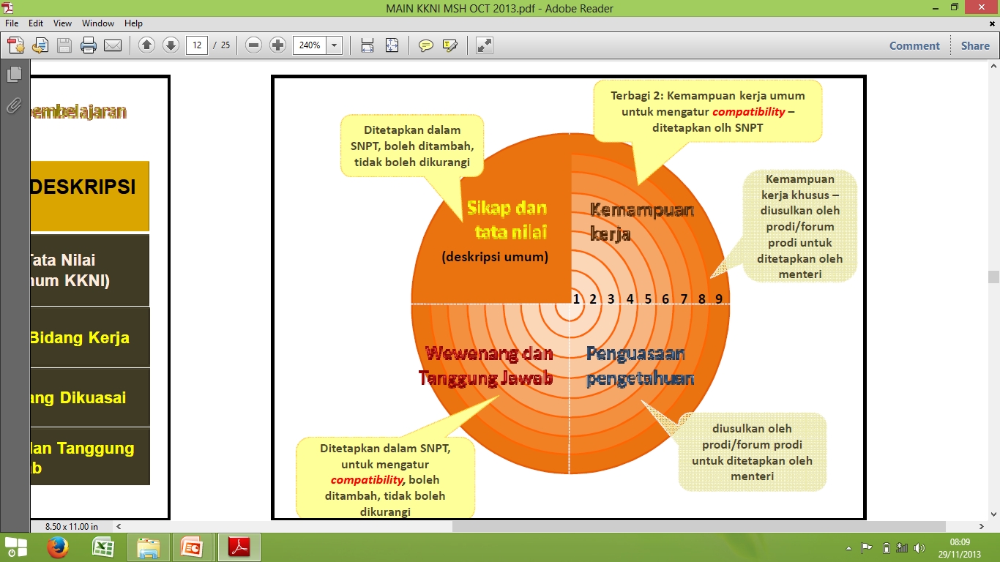 MAIN KKNI MSH OCT 2013.pdf - Adobe Reader
File Edit View Window Help
12 / 25 240% Comment Share
pembelajaran
DESKRIPSI
Tata Nilai
KKNI)
Bidang Kerja
Dikuasai
dan Tanggung
Ditetapkan dalam
SNPT, boleh ditambah,
tidak boleh dikurangi
Terbagi 2: Kemampuan kerja umum
untuk mengatur compatibility –
ditetapkan olh SNPT
Kemampuan
kerja khusus –
diusulkan oleh
prodi/forum
prodi untuk
ditetapkan oleh
menteri
Sikap dan
tata nilai
(deskripsi umum)
Kemampuan
kerja
1 2 3 4 5 6 7 8 9
Wewenang dan
Tanggung Jawab
Penguasaan
pengetahuan
Ditetapkan dalam SNPT,
untuk mengatur
compatibility, boleh
ditambah, tidak boleh
dikurangi
diusulkan oleh
prodi/forum prodi
untuk ditetapkan oleh
menteri
8.50 x 11.00 in
08:09
29/11/2013